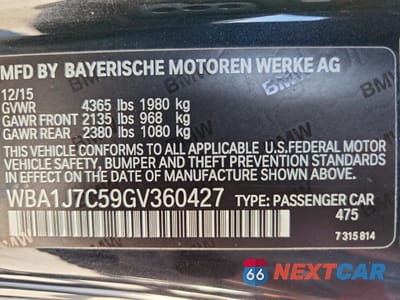 MFD BY BAYERISCHE MOTOREN WERKE AG
12/15
GVWR 4365 lbs 1980 kg
GAWR FRONT 2135 lbs 968 kg
GAWR REAR 2380 lbs 1080 kg
THIS VEHICLE CONFORMS TO ALL APPLICABLE U.S.FEDERAL
SAFETY, BUMPER AND THEFT PREVENTION STANDARDS
IN EFFECT ON THE DATE OF MANUFACTURE SHOWN ABOVE.
WBA1J7C59GV360427 TYPE: PASSENGER CAR
475
7 315 814
66 NEXTCAR